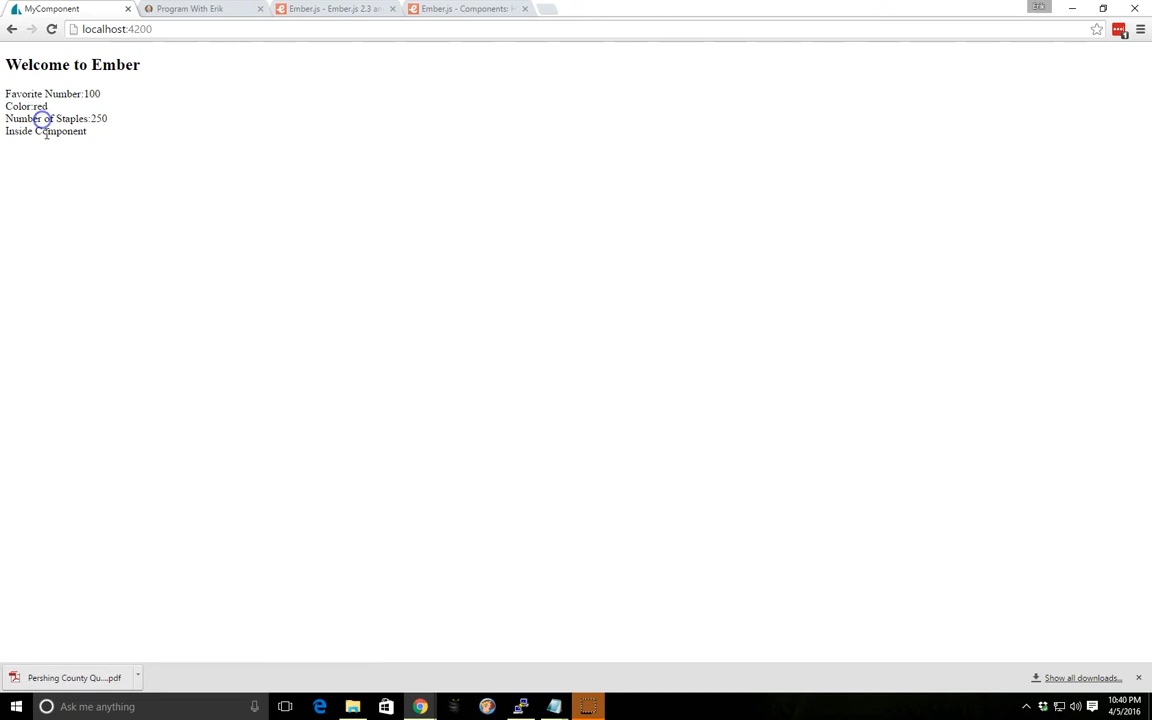 MyComponent
Program With Erik
Ember.js - Ember.js 2.3 an
Ember.js - Components: H
Erik
localhost:4200
1
Welcome to Ember
Favorite Number:100
Color:red
Number of Staples:250
Inside Component
Pershing County Qu....pdf
Show all downloads...
Ask me anything
10:40 PM
4/5/2016